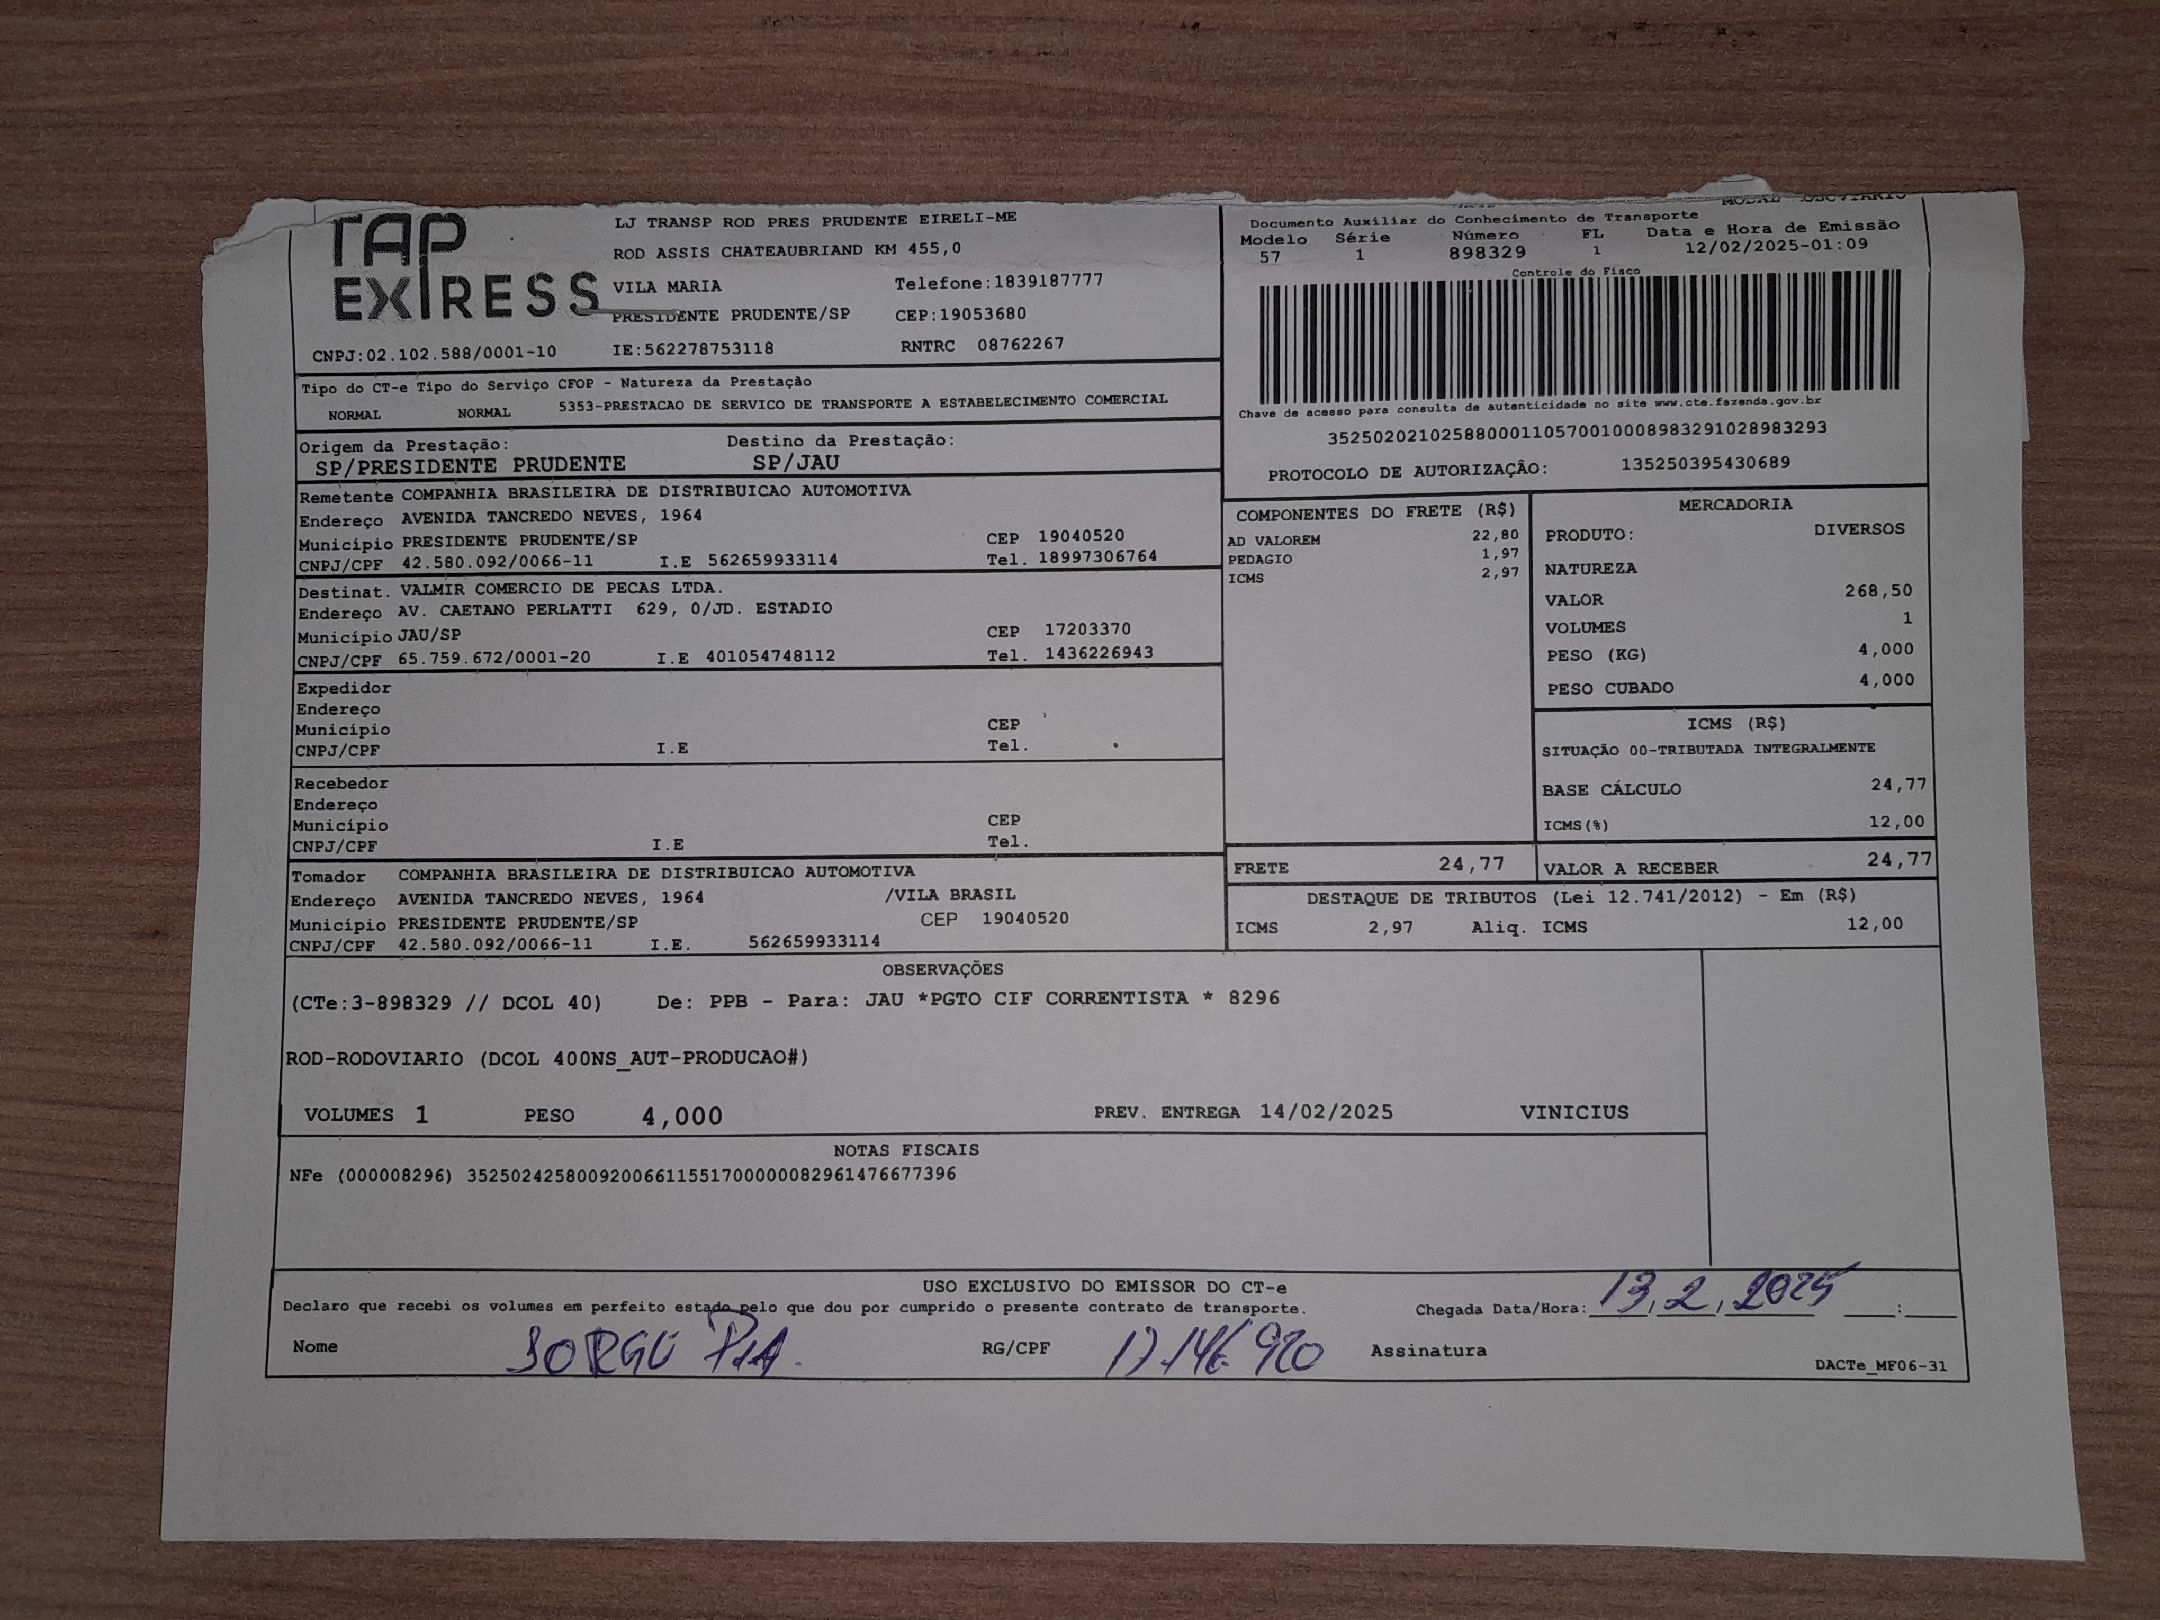 TAP
EXPRESS
LJ TRANSP ROD PRES PRUDENTE EIRELI-ME
ROD ASSIS CHATEAUBRIAND KM 455,0
VILA MARIA Telefone:1839187777
PRESIDENTE PRUDENTE/SP CEP:19053680
CNPJ:02.102.588/0001-10 IE:562278753118 RNTRC 08762267
Documento Auxiliar do Conhecimento de Transporte
Modelo Série Número FL Data e Hora de Emissão
57 1 898329 1 12/02/2025-01:09
Controle do Fisco
Chave de acesso para consulta de autenticidade no site www.cte.fazenda.gov.br
35250202102588000110570010008983291028983293
PROTOCOLO DE AUTORIZAÇÂO: 135250395430689
Tipo do CT-e Tipo do Serviço CFOP - Natureza da Prestação
NORMAL NORMAL 5353-PRESTACAO DE SERVICO DE TRANSPORTE A ESTABELECIMENTO COMERCIAL
Origem da Prestação: Destino da Prestação:
SP/PRESIDENTE PRUDENTE SP/JAU
Remetente COMPANHIA BRASILEIRA DE DISTRIBUICAO AUTOMOTIVA
Endereço AVENIDA TANCREDO NEVES, 1964
Município PRESIDENTE PRUDENTE/SP CEP 19040520
CNPJ/CPF 42.580.092/0066-11 I.E 562659933114 Tel. 18997306764
Destinat. VALMIR COMERCIO DE PECAS LTDA.
Endereço AV. CAETANO PERLATTI 629, 0/JD. ESTADIO
Município JAU/SP CEP 17203370
CNPJ/CPF 65.759.672/0001-20 I.E 401054748112 Tel. 1436226943
Expedidor
Endereço
Município CEP
CNPJ/CPF I.E Tel.
Recebedor
Endereço
Município CEP
CNPJ/CPF I.E Tel.
Tomador COMPANHIA BRASILEIRA DE DISTRIBUICAO AUTOMOTIVA
Endereço AVENIDA TANCREDO NEVES, 1964 /VILA BRASIL
Município PRESIDENTE PRUDENTE/SP CEP 19040520
CNPJ/CPF 42.580.092/0066-11 I.E. 562659933114
COMPONENTES DO FRETE (R$)
AD VALOREM 22,80
PEDAGIO 1,97
ICMS 2,97
MERCADORIA
PRODUTO: DIVERSOS
NATUREZA
VALOR 268,50
VOLUMES 1
PESO (KG) 4,000
PESO CUBADO 4,000
ICMS (R$)
SITUAÇÃO 00-TRIBUTADA INTEGRALMENTE
BASE CÁLCULO 24,77
ICMS(%) 12,00
FRETE 24,77 VALOR A RECEBER 24,77
DESTAQUE DE TRIBUTOS (Lei 12.741/2012) - Em (R$)
ICMS 2,97 Aliq. ICMS 12,00
OBSERVAÇÕES
(CTe:3-898329 // DCOL 40) De: PPB - Para: JAU *PGTO CIF CORRENTISTA * 8296
ROD-RODOVIARIO (DCOL 400NS_AUT-PRODUCAO#)
VOLUMES 1 PESO 4,000 PREV. ENTREGA 14/02/2025 VINICIUS
NOTAS FISCAIS
NFe (000008296) 35250242580092006611551700000082961476677396
USO EXCLUSIVO DO EMISSOR DO CT-e
Declaro que recebi os volumes em perfeito estado pelo que dou por cumprido o presente contrato de transporte. Chegada Data/Hora: 13,2,2025 :
Nome JORGE RG/CPF 17.146.920 Assinatura
DACTe_MF06-31